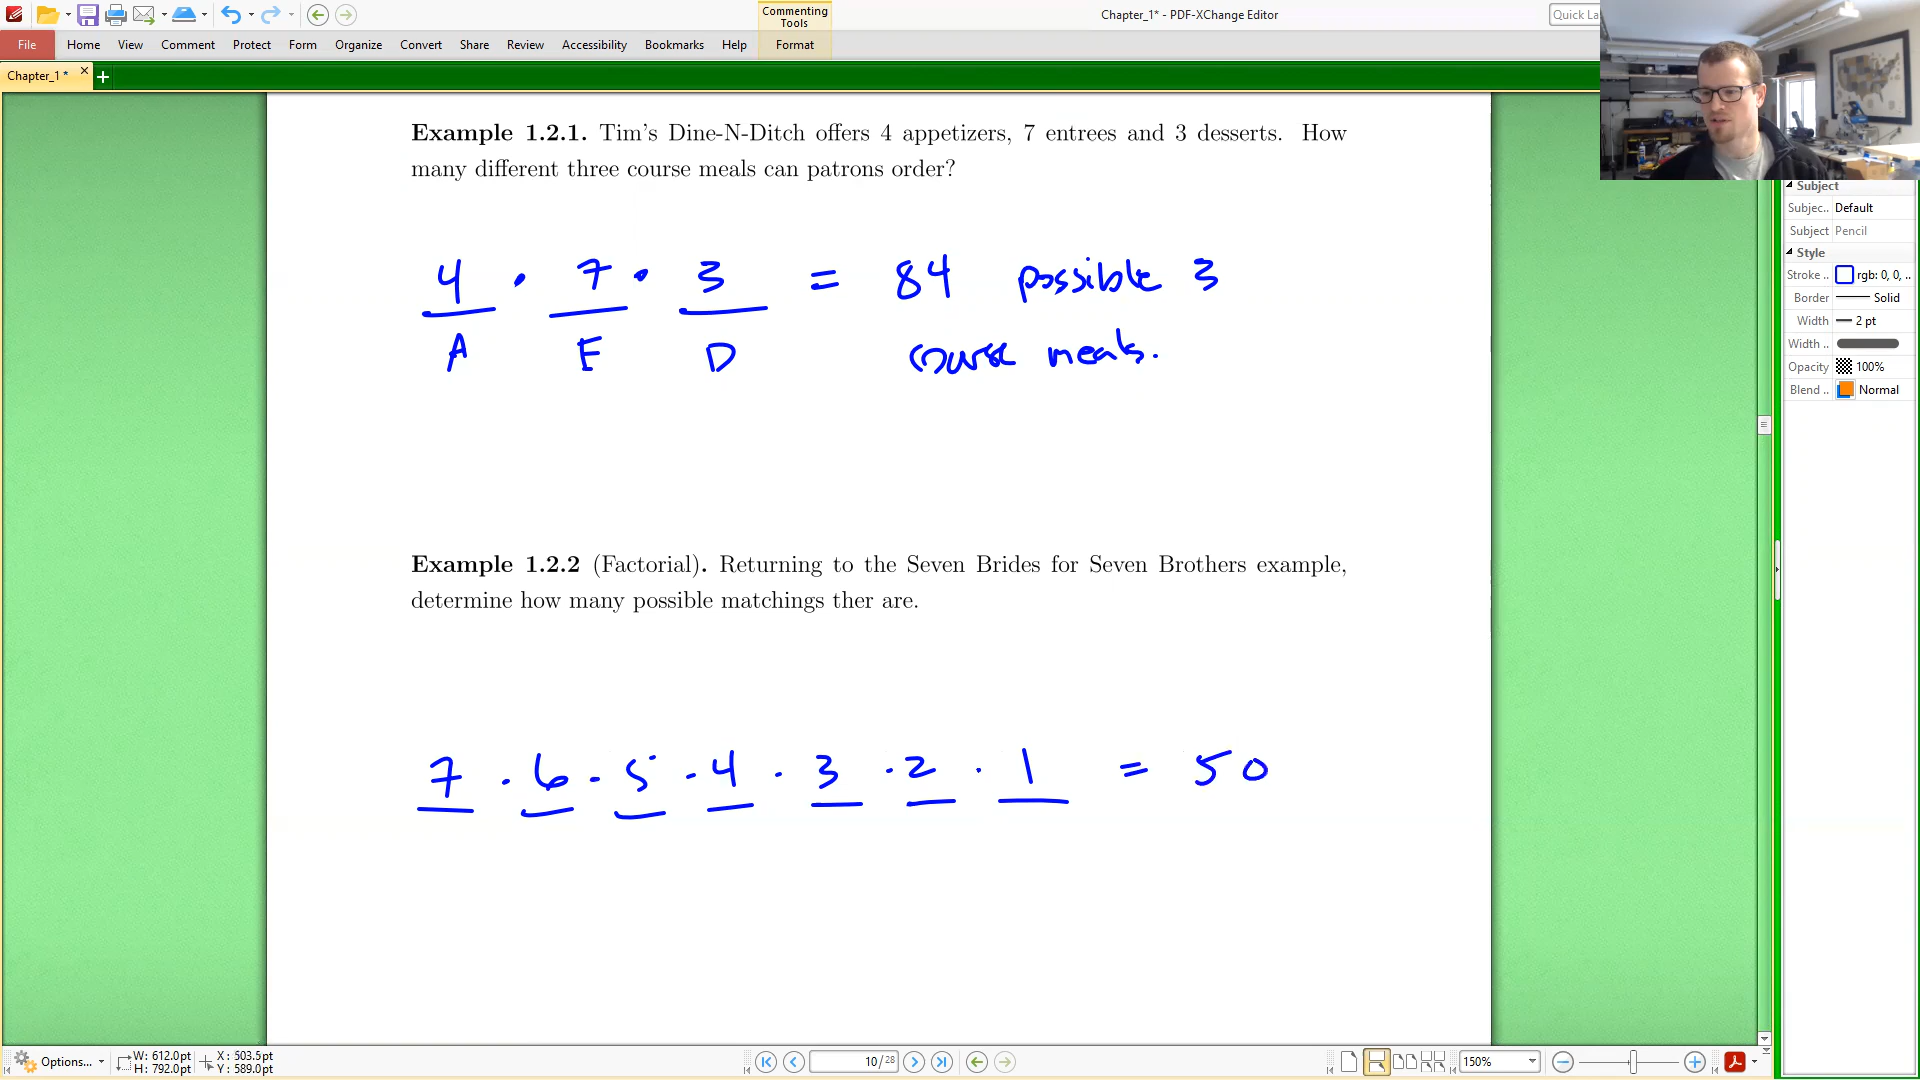 Commenting
Tools
Chapter_1* - PDF-XChange Editor
Quick La
File Home View Comment Protect Form Organize Convert Share Review Accessibility Bookmarks Help Format
Chapter_1 *
Example 1.2.1. Tim's Dine-N-Ditch offers 4 appetizers, 7 entrees and 3 desserts. How
many different three course meals can patrons order?
4 · 7 · 3 = 84 possible 3
A E D course meals.
Example 1.2.2 (Factorial). Returning to the Seven Brides for Seven Brothers example,
determine how many possible matchings ther are.
7 · 6 · 5 · 4 · 3 · 2 · 1 = 50
Subject
Subjec.. Default
Subject Pencil
Style
Stroke .. rgb: 0, 0, ..
Border Solid
Width 2 pt
Width ..
Opacity 100%
Blend .. Normal
Options...
W: 612.0pt
H: 792.0pt
X: 503.5pt
Y: 589.0pt
10/28
150%